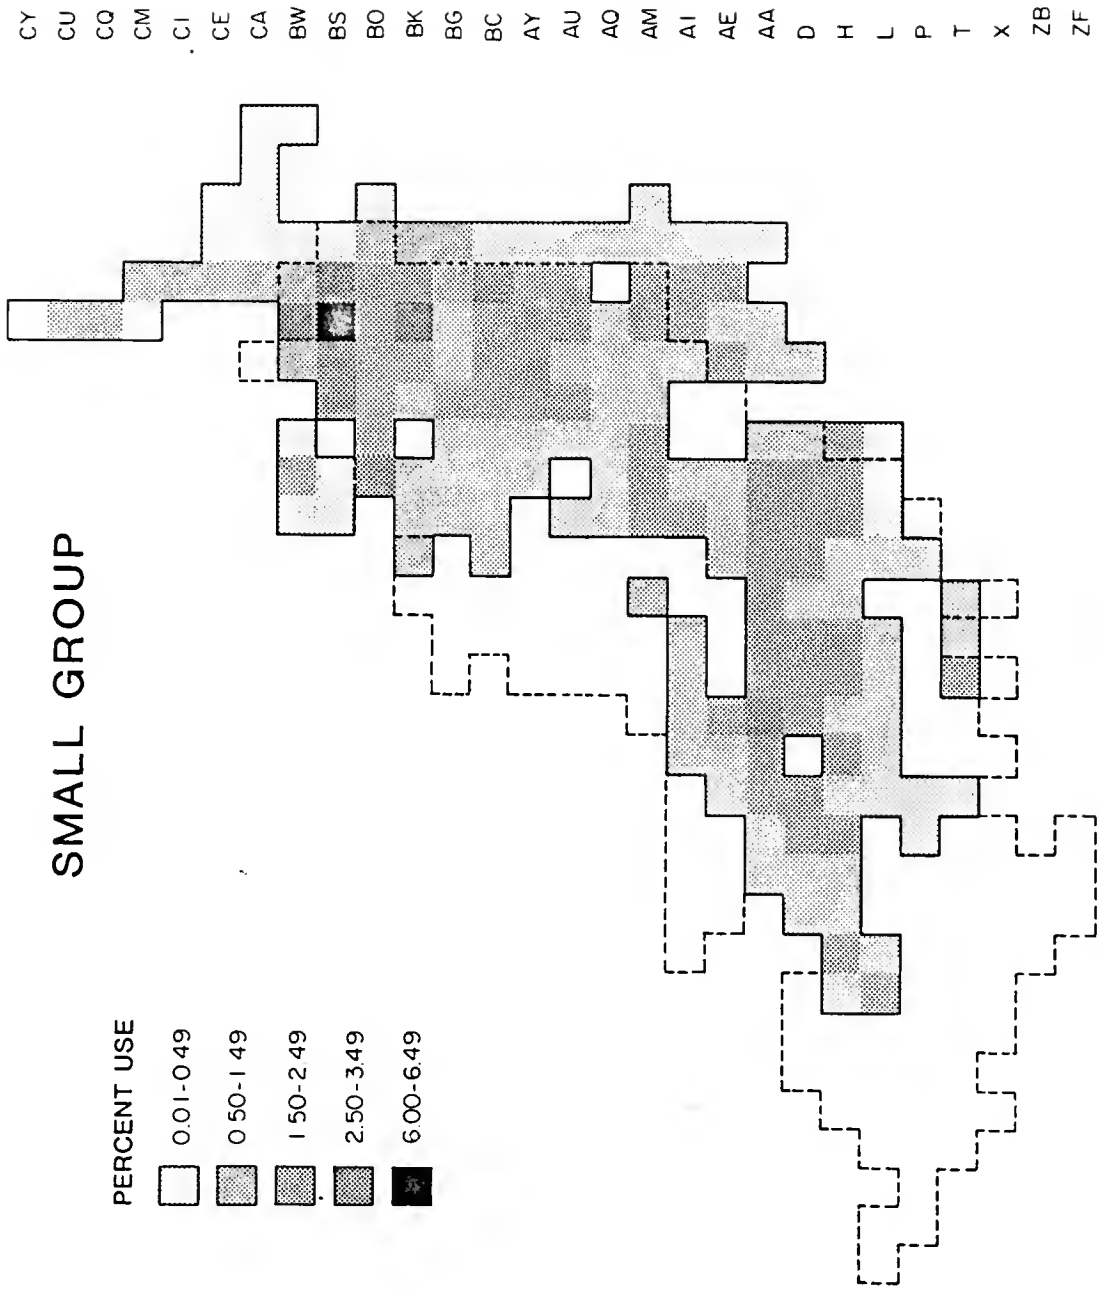 SMALL GROUP
PERCENT USE
0.01-0.49
0 50-1 49
1 50-2.49
2.50-3.49
6.00-6.49
CY
CU
CQ
CM
CI
CE
CA
BW
BS
BO
BK
BG
BC
AY
AU
AQ
AM
AI
AE
AA
D
H
L
P
T
X
ZB
ZF